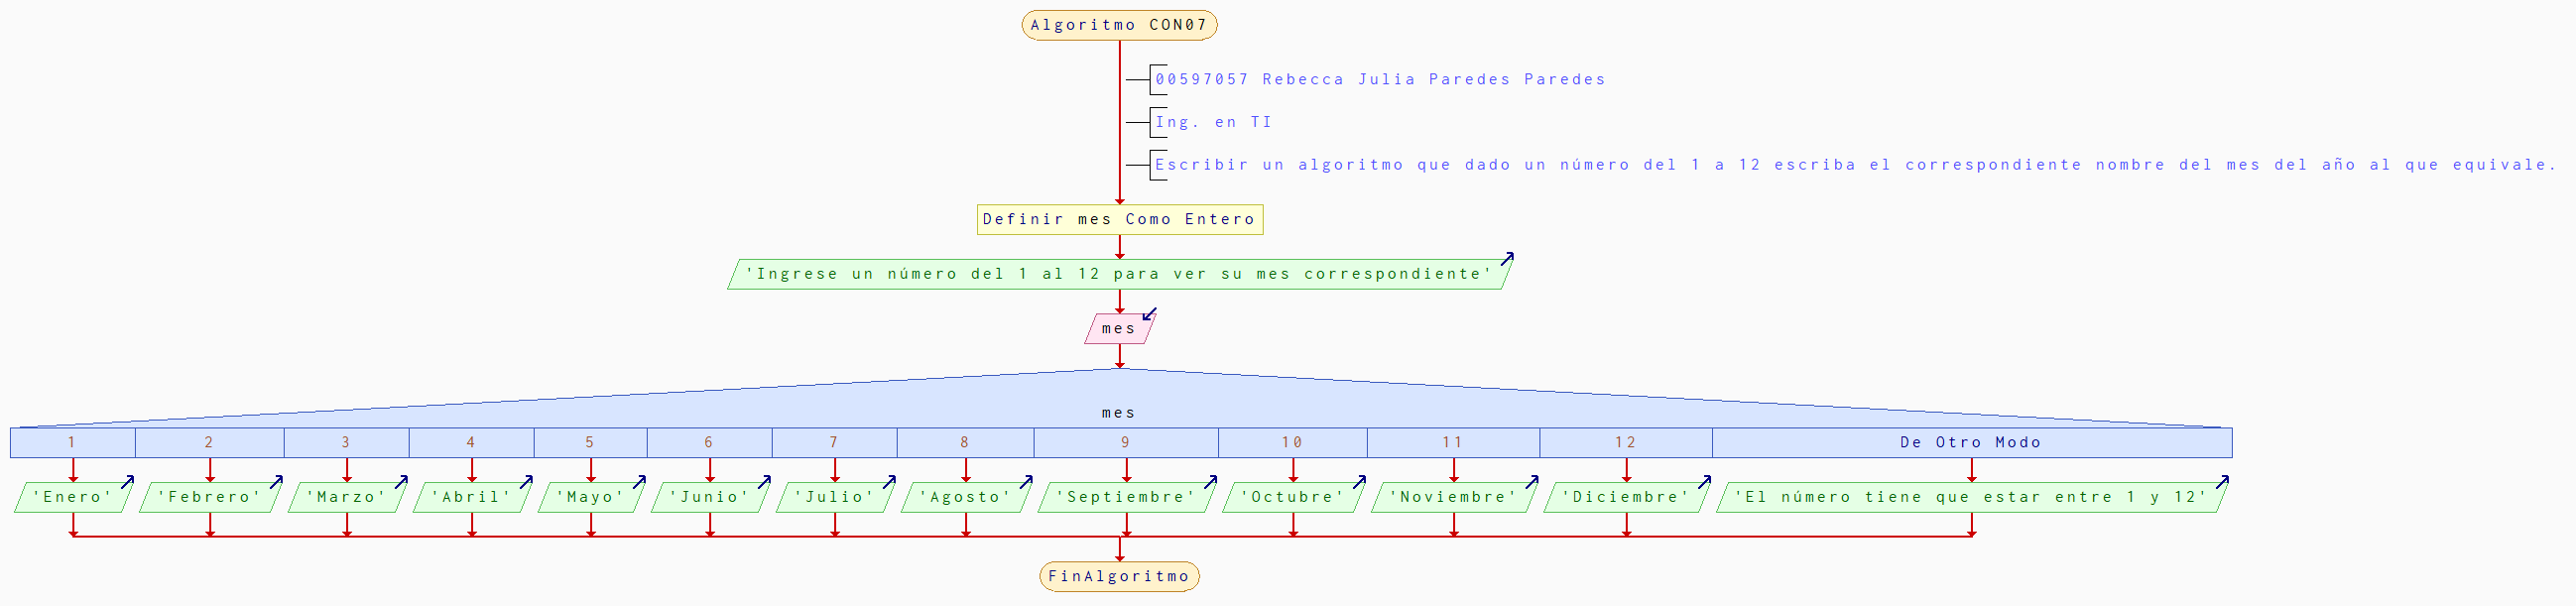 Algoritmo CON07
00597057 Rebecca Julia Paredes Paredes
Ing. en TI
Escribir un algoritmo que dado un número del 1 a 12 escriba el correspondiente nombre del mes del año al que equivale.
Definir mes Como Entero
'Ingrese un número del 1 al 12 para ver su mes correspondiente'
mes
mes
1 2 3 4 5 6 7 8 9 10 11 12 De Otro Modo
'Enero' 'Febrero' 'Marzo' 'Abril' 'Mayo' 'Junio' 'Julio' 'Agosto' 'Septiembre' 'Octubre' 'Noviembre' 'Diciembre' 'El número tiene que estar entre 1 y 12'
FinAlgoritmo